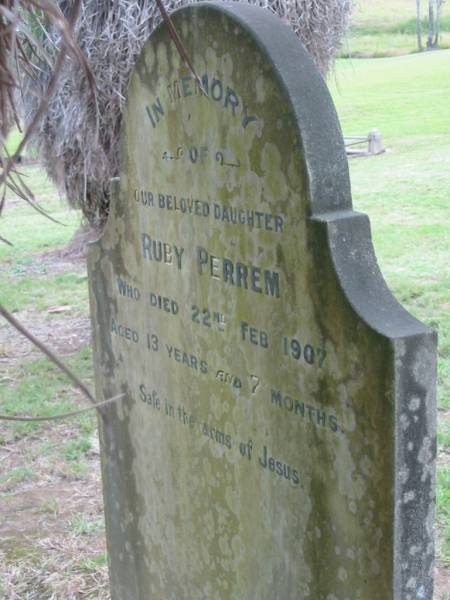 IN MEMORY
OF
OUR BELOVED DAUGHTER
RUBY PERREM
WHO DIED 22ND FEB 1907
AGED 13 YEARS AND 7 MONTHS.
Safe in the arms of Jesus.